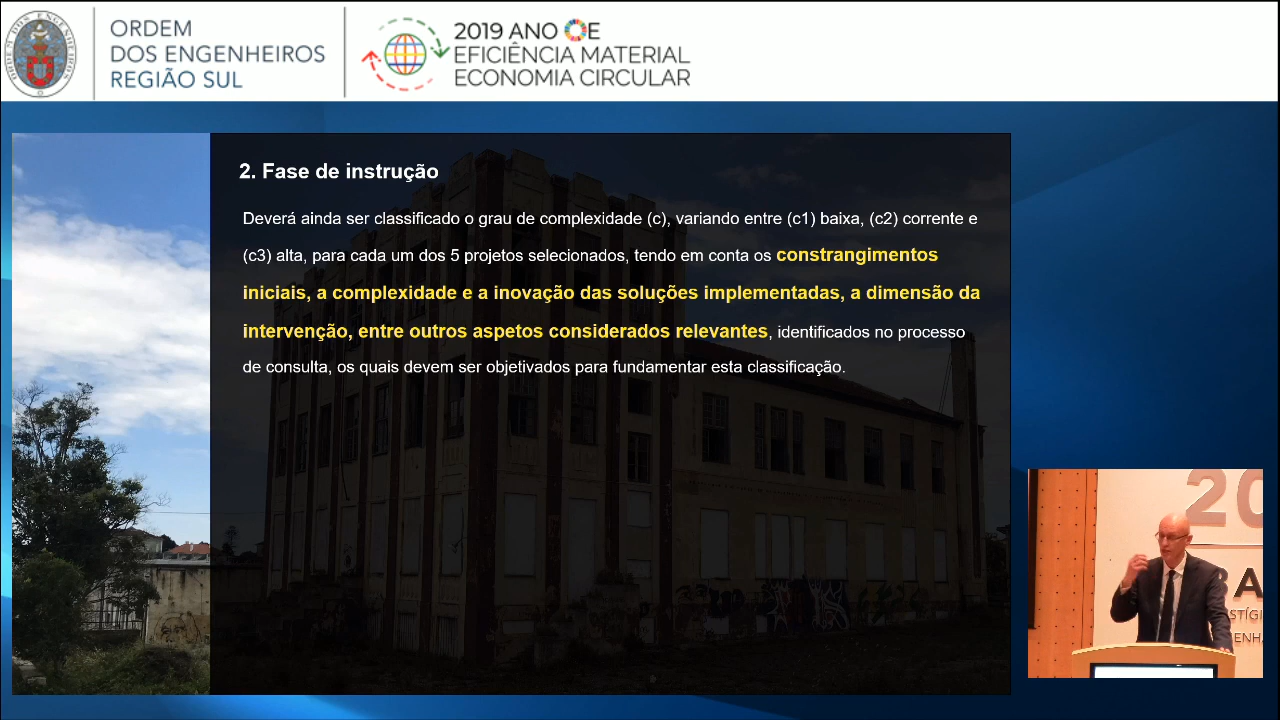 ORDEM
DOS ENGENHEIROS
REGIÃO SUL
2019 ANO DE
EFICIÊNCIA MATERIAL
ECONOMIA CIRCULAR
2. Fase de instrução
Deverá ainda ser classificado o grau de complexidade (c), variando entre (c1) baixa, (c2) corrente e
(c3) alta, para cada um dos 5 projetos selecionados, tendo em conta os constrangimentos
iniciais, a complexidade e a inovação das soluções implementadas, a dimensão da
intervenção, entre outros aspetos considerados relevantes, identificados no processo
de consulta, os quais devem ser objetivados para fundamentar esta classificação.
20